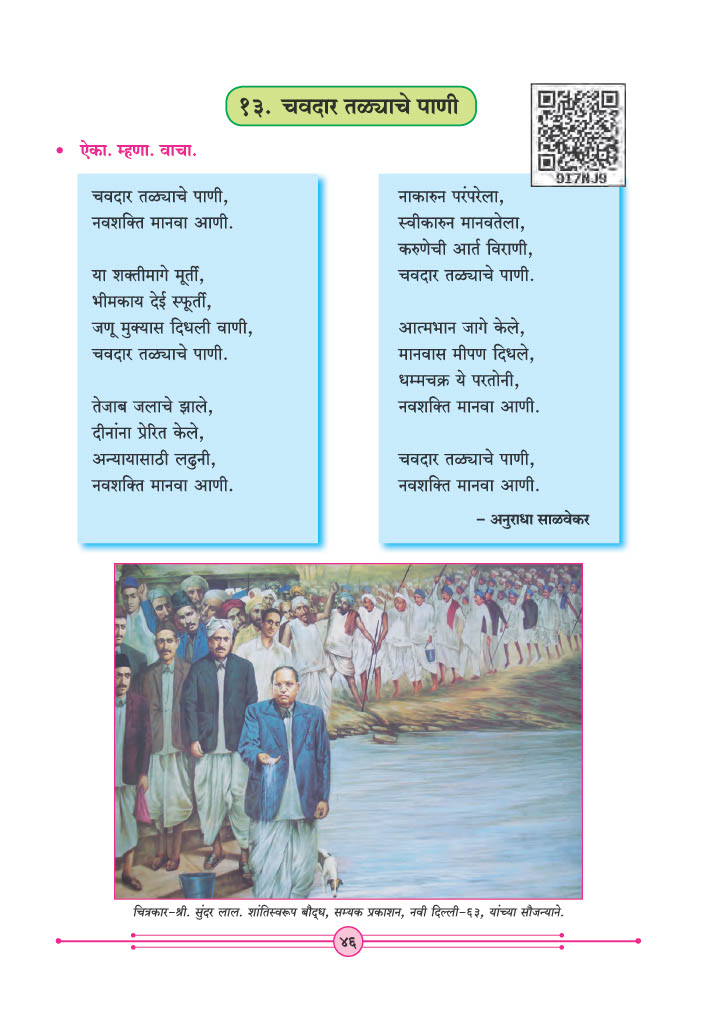 १३. चवदार तळ्याचे पाणी
• ऐका. म्हणा. वाचा.
9I7NJ9
चवदार तळ्याचे पाणी,
नवशक्ति मानवा आणी.
या शक्तीमागे मूर्ती,
भीमकाय देई स्फूर्ती,
जणू मुक्यास दिधली वाणी,
चवदार तळ्याचे पाणी.
तेजाब जलाचे झाले,
दीनांना प्रेरित केले,
अन्यायासाठी लढुनी,
नवशक्ति मानवा आणी.
नाकारुन परंपरेला,
स्वीकारुन मानवतेला,
करुणेची आर्त विराणी,
चवदार तळ्याचे पाणी.
आत्मभान जागे केले,
मानवास मीपण दिधले,
धम्मचक्र ये परतोनी,
नवशक्ति मानवा आणी.
चवदार तळ्याचे पाणी,
नवशक्ति मानवा आणी.
– अनुराधा साळवेकर
चित्रकार-श्री. सुंदर लाल. शांतिस्वरूप बौद्ध, सम्यक प्रकाशन, नवी दिल्ली-६३, यांच्या सौजन्याने.
४६